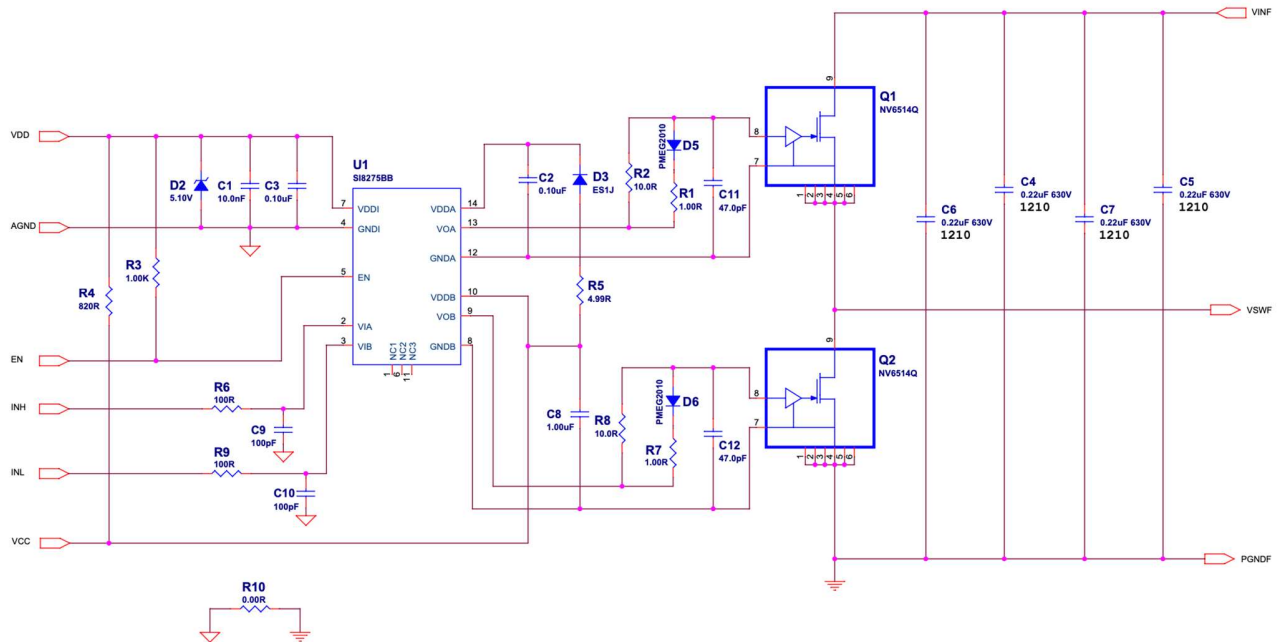 VINF
9
Q1
NV6514Q
8
7
1
2
3
4
5
6
PMEG2010
D5
R2
10.0R
R1
1.00R
C11
47.0pF
C4
0.22uF 630V
1210
C5
0.22uF 630V
1210
C6
0.22uF 630V
1210
C7
0.22uF 630V
1210
VDD
D2
5.10V
C1
10.0nF
C3
0.10uF
U1
SI8275BB
C2
0.10uF
D3
ES1J
7
VDDI
VDDA
14
AGND
4
GNDI
VOA
13
GNDA
12
R3
1.00K
5
EN
R4
820R
VDDB
10
VOB
9
R5
4.99R
2
VIA
3
VIB
GNDB
8
NC1
NC2
NC3
1
6
11
VSWF
9
Q2
NV6514Q
8
7
1
2
3
4
5
6
EN
R6
100R
INH
C9
100pF
C8
1.00uF
PMEG2010
D6
R8
10.0R
R7
1.00R
C12
47.0pF
R9
100R
INL
C10
100pF
VCC
PGNDF
R10
0.00R